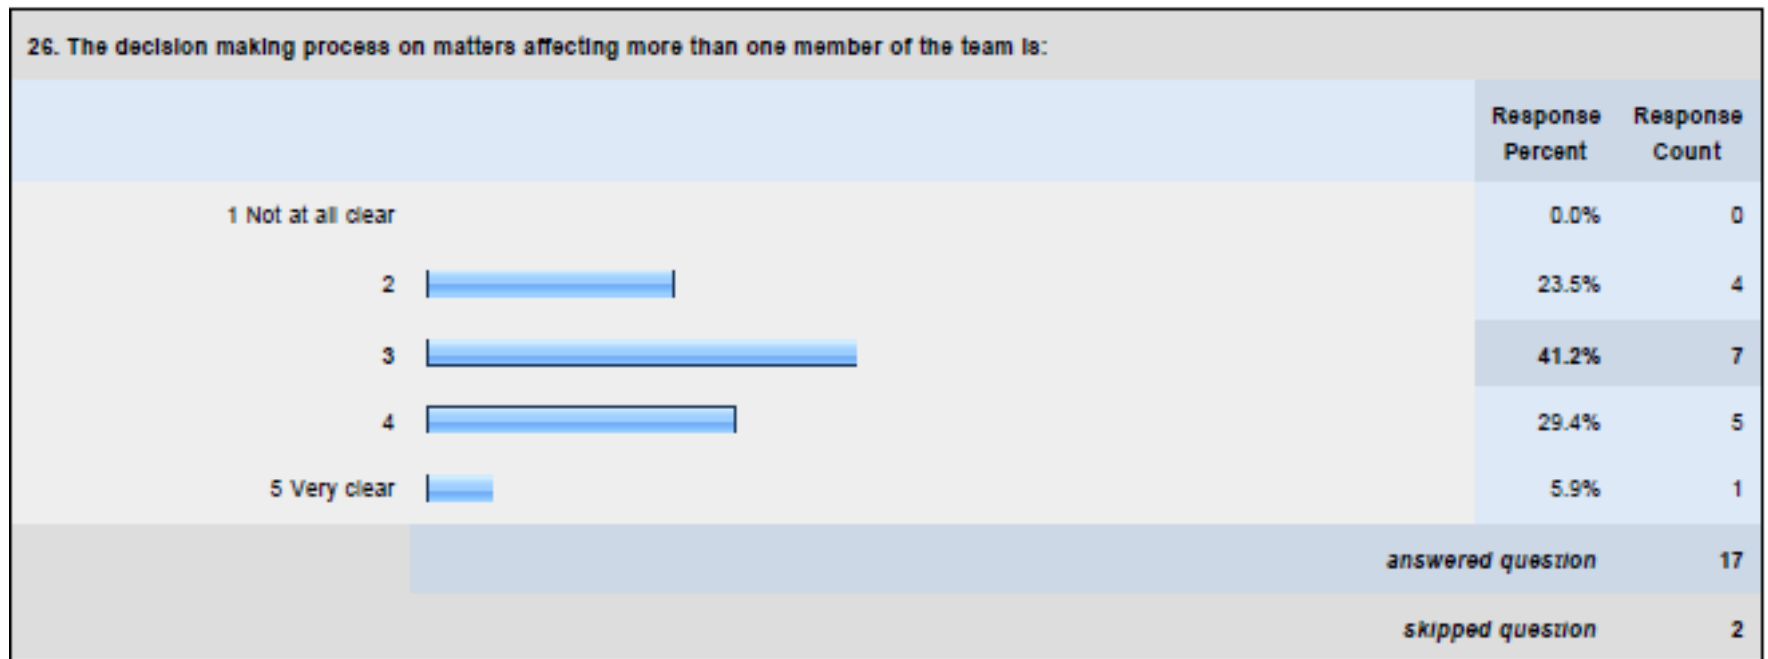 26. The decision making process on matters affecting more than one member of the team is:
Response Percent Response Count
1 Not at all clear 0.0% 0
2 23.5% 4
3 41.2% 7
4 29.4% 5
5 Very clear 5.9% 1
answered question 17
skipped question 2